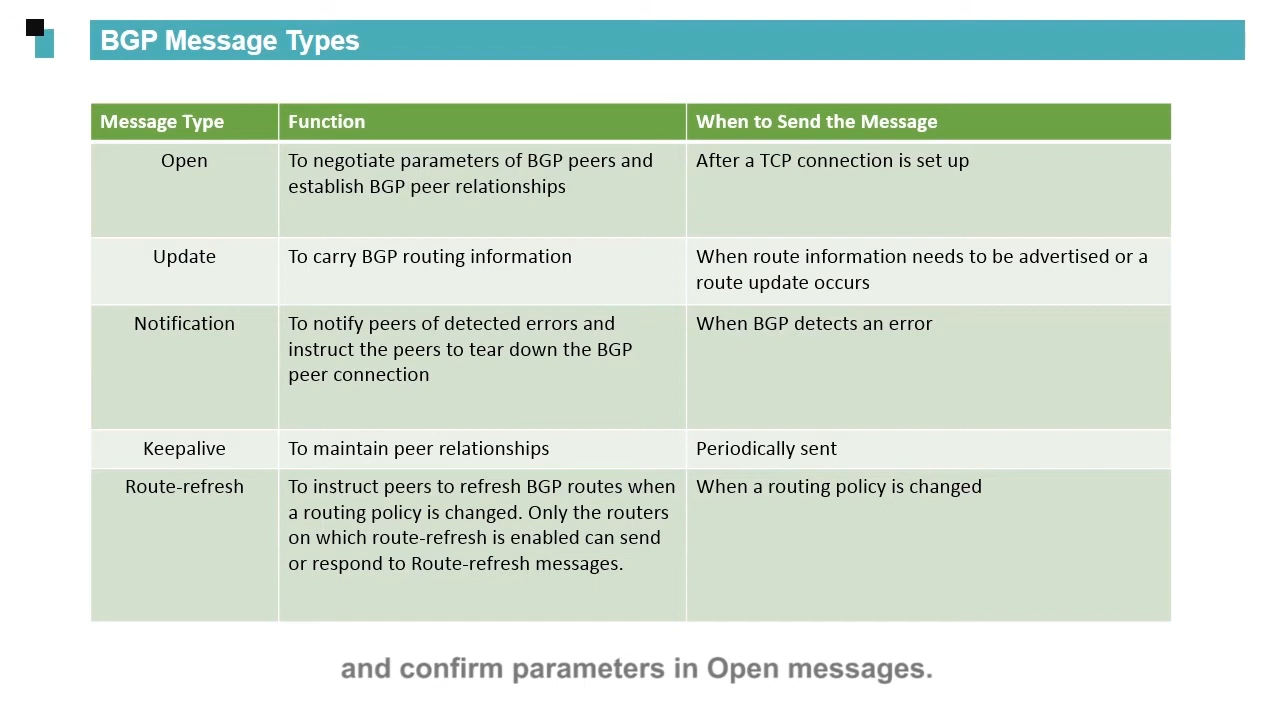 BGP Message Types
Message Type
Function
When to Send the Message
Open
To negotiate parameters of BGP peers and
establish BGP peer relationships
After a TCP connection is set up
Update
To carry BGP routing information
When route information needs to be advertised or a
route update occurs
Notification
To notify peers of detected errors and
instruct the peers to tear down the BGP
peer connection
When BGP detects an error
Keepalive
To maintain peer relationships
Periodically sent
Route-refresh
To instruct peers to refresh BGP routes when
a routing policy is changed. Only the routers
on which route-refresh is enabled can send
or respond to Route-refresh messages.
When a routing policy is changed
and confirm parameters in Open messages.